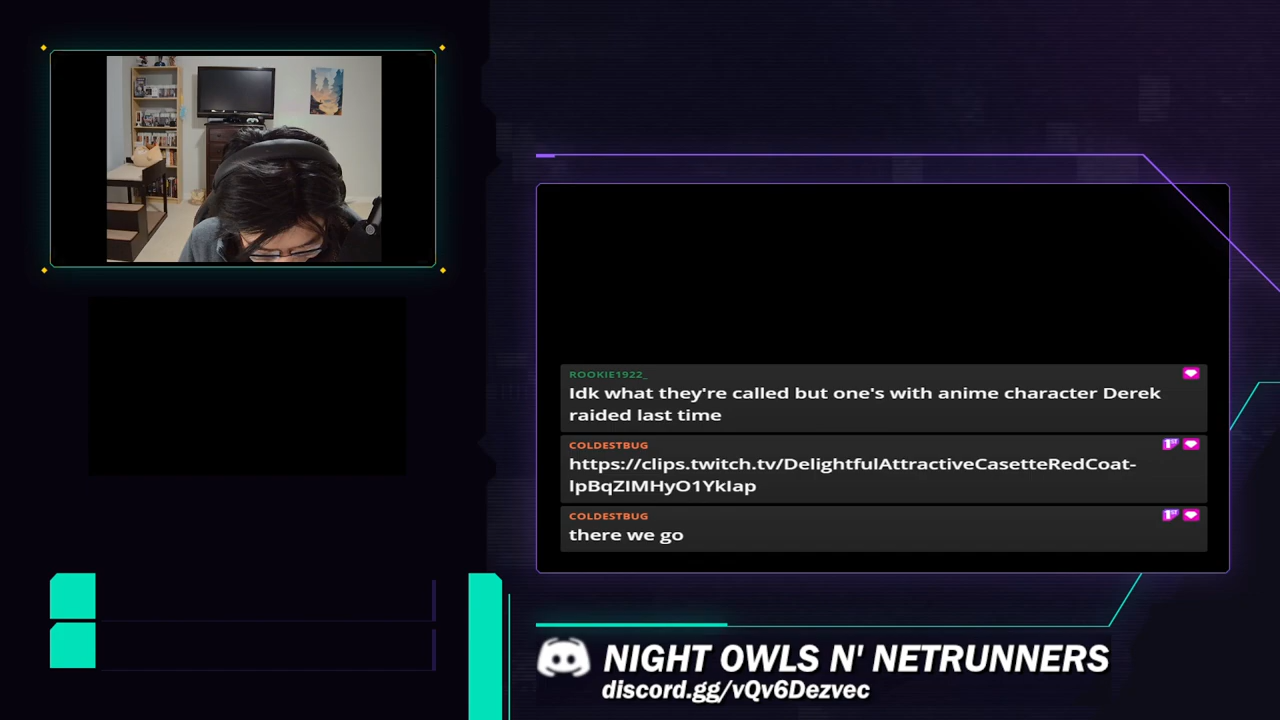 ROOKIE1922_
Idk what they're called but one's with anime character Derek
raided last time
COLDESTBUG
https://clips.twitch.tv/DelightfulAttractiveCasetteRedCoat-
lpBqZIMHyO1YkIap
COLDESTBUG
there we go
NIGHT OWLS N' NETRUNNERS
discord.gg/vQv6Dezvec